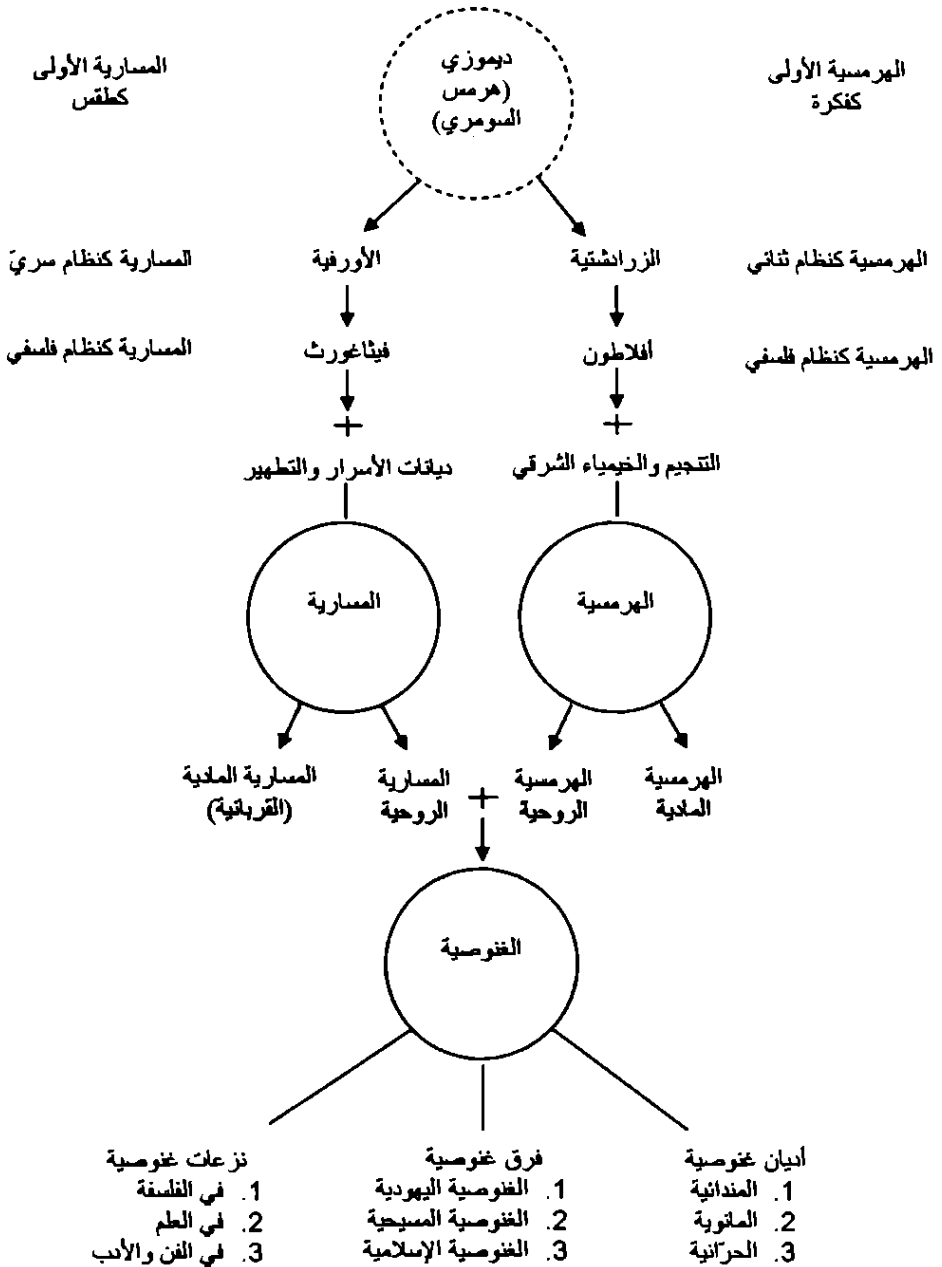 الهرمسية الأولى
كفكرة
ديموزي
(هرمس
السومري)
المسارية الأولى
كطقس
الهرمسية كنظام ثنائي
الزرادشتية
الأورفية
المسارية كنظام سريّ
الهرمسية كنظام فلسفي
أفلاطون
فيثاغورث
المسارية كنظام فلسفي
+
+
التنجيم والخيمياء الشرقي
ديانات الأسرار والتطهير
الهرمسية
المسارية
الهرمسية
المادية
الهرمسية
الروحية
+
المسارية
الروحية
المسارية المادية
(القربانية)
الغنوصية
أديان غنوصية
1. المندائية
2. المانوية
3. الحرّانية
فرق غنوصية
1. الغنوصية اليهودية
2. الغنوصية المسيحية
3. الغنوصية الإسلامية
نزعات غنوصية
1. في الفلسفة
2. في العلم
3. في الفن والأدب